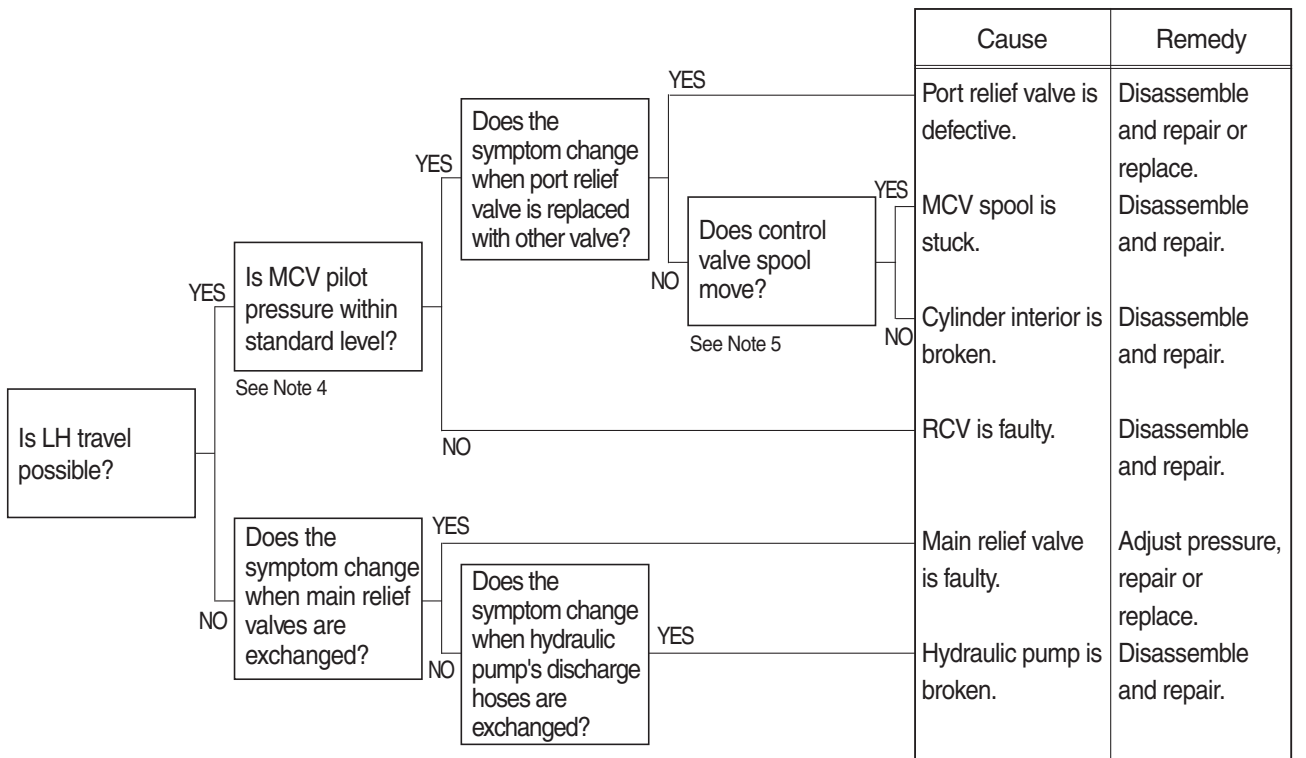 Is LH travel
possible?
YES
NO
Is MCV pilot
pressure within
standard level?
See Note 4
YES
NO
Does the
symptom change
when port relief
valve is replaced
with other valve?
YES
NO
Does control
valve spool
move?
See Note 5
YES
NO
Does the
symptom change
when main relief
valves are
exchanged?
YES
NO
Does the
symptom change
when hydraulic
pump's discharge
hoses are
exchanged?
YES
Cause
Remedy
Port relief valve is
defective.
Disassemble
and repair or
replace.
MCV spool is
stuck.
Disassemble
and repair.
Cylinder interior is
broken.
Disassemble
and repair.
RCV is faulty.
Disassemble
and repair.
Main relief valve
is faulty.
Adjust pressure,
repair or
replace.
Hydraulic pump is
broken.
Disassemble
and repair.